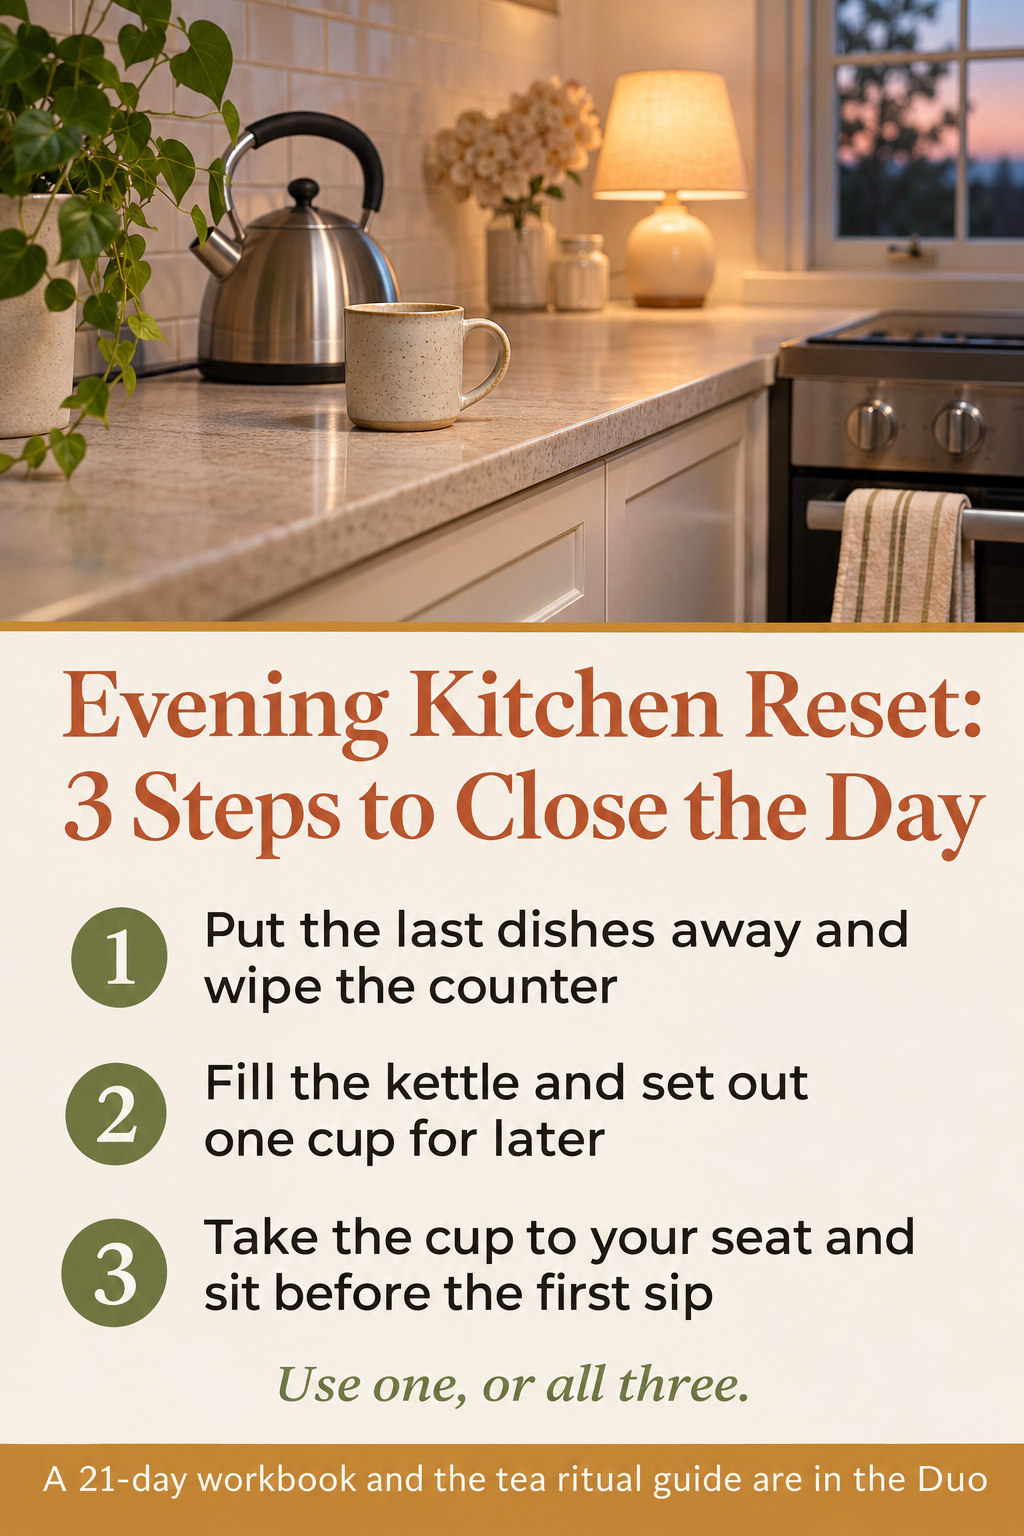 Evening Kitchen Reset:
3 Steps to Close the Day
1
Put the last dishes away and
wipe the counter
2
Fill the kettle and set out
one cup for later
3
Take the cup to your seat and
sit before the first sip
Use one, or all three.
A 21-day workbook and the tea ritual guide are in the Duo